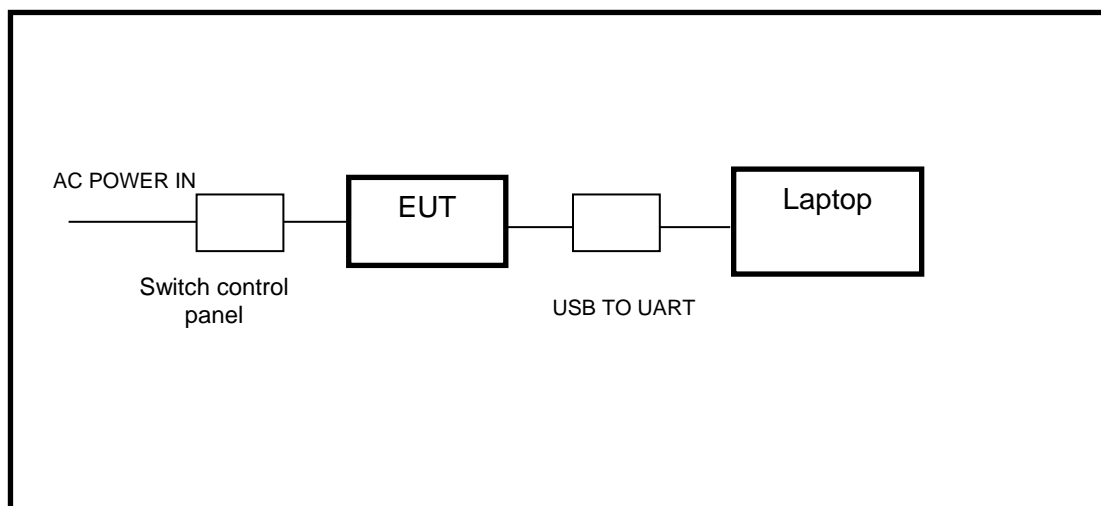 AC POWER IN
EUT
Laptop
Switch control
panel
USB TO UART